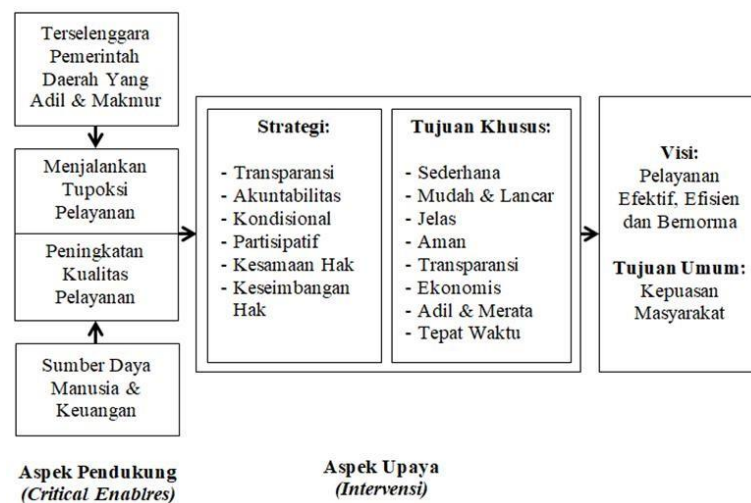 Terselenggara
Pemerintah
Daerah Yang
Adil & Makmur
Menjalankan
Tupoksi
Pelayanan
Peningkatan
Kualitas
Pelayanan
Sumber Daya
Manusia &
Keuangan
Aspek Pendukung
(Critical Enablres)
Strategi:
- Transparansi
- Akuntabilitas
- Kondisional
- Partisipatif
- Kesamaan Hak
- Keseimbangan
Hak
Tujuan Khusus:
- Sederhana
- Mudah & Lancar
- Jelas
- Aman
- Transparansi
- Ekonomis
- Adil & Merata
- Tepat Waktu
Aspek Upaya
(Intervensi)
Visi:
Pelayanan
Efektif, Efisien
dan Bernorma
Tujuan Umum:
Kepuasan
Masyarakat